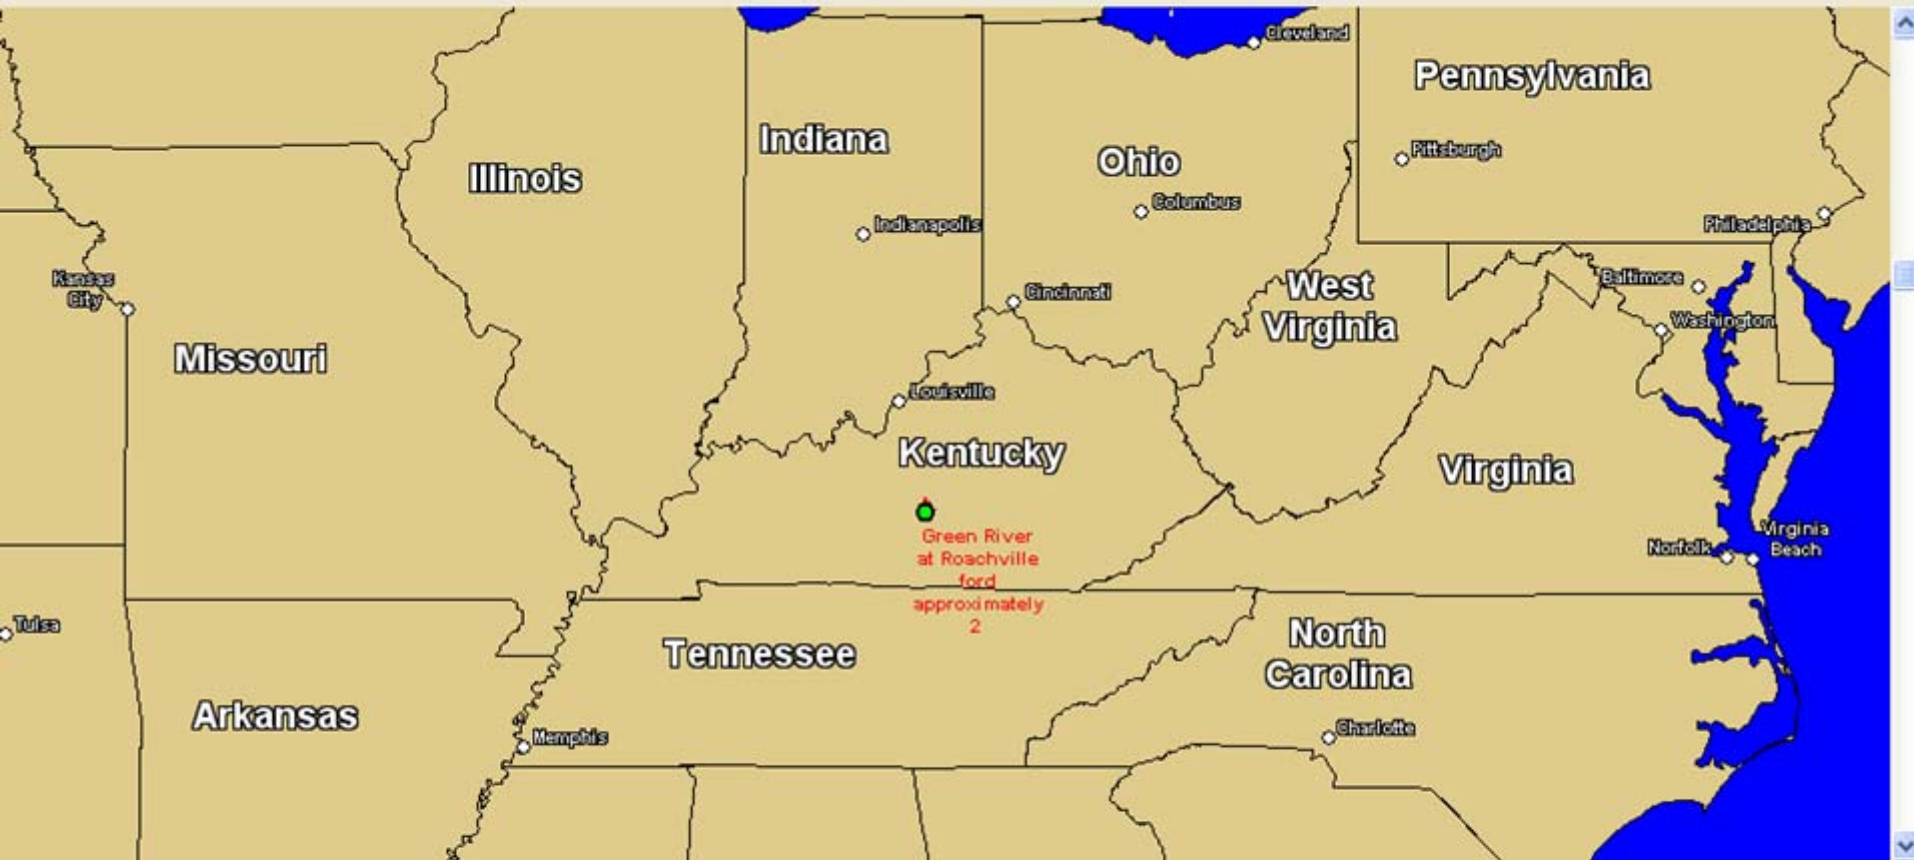 Cleveland
Pennsylvania
Indiana
Pittsburgh
Ohio
Illinois
Columbus
Indianapolis
Philadelphia
Kansas
City
Baltimore
West
Virginia
Cincinnati
Washington
Missouri
Louisville
Kentucky
Virginia
Green River
at Roachville
ford
approximately
2
Virginia
Beach
Norfolk
Tulsa
Tennessee
North
Carolina
Arkansas
Memphis
Charlotte